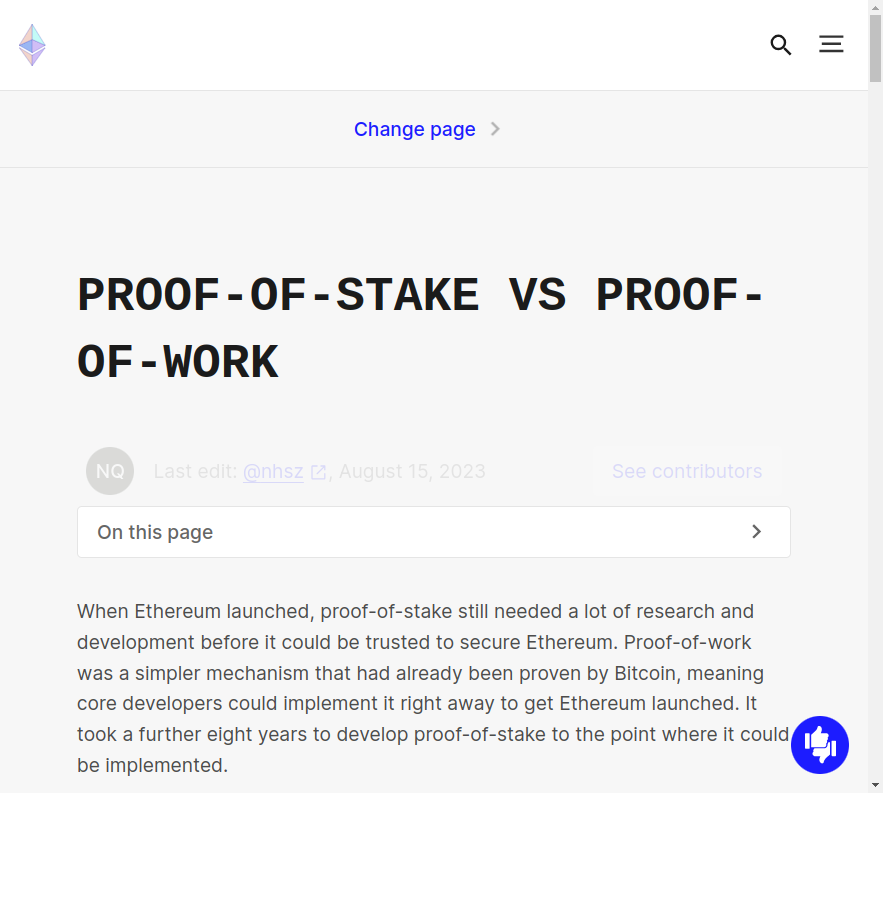 Change page
PROOF-OF-STAKE VS PROOF-
OF-WORK
NQ Last edit: @nhsz, August 15, 2023 See contributors
On this page
When Ethereum launched, proof-of-stake still needed a lot of research and
development before it could be trusted to secure Ethereum. Proof-of-work
was a simpler mechanism that had already been proven by Bitcoin, meaning
core developers could implement it right away to get Ethereum launched. It
took a further eight years to develop proof-of-stake to the point where it could
be implemented.